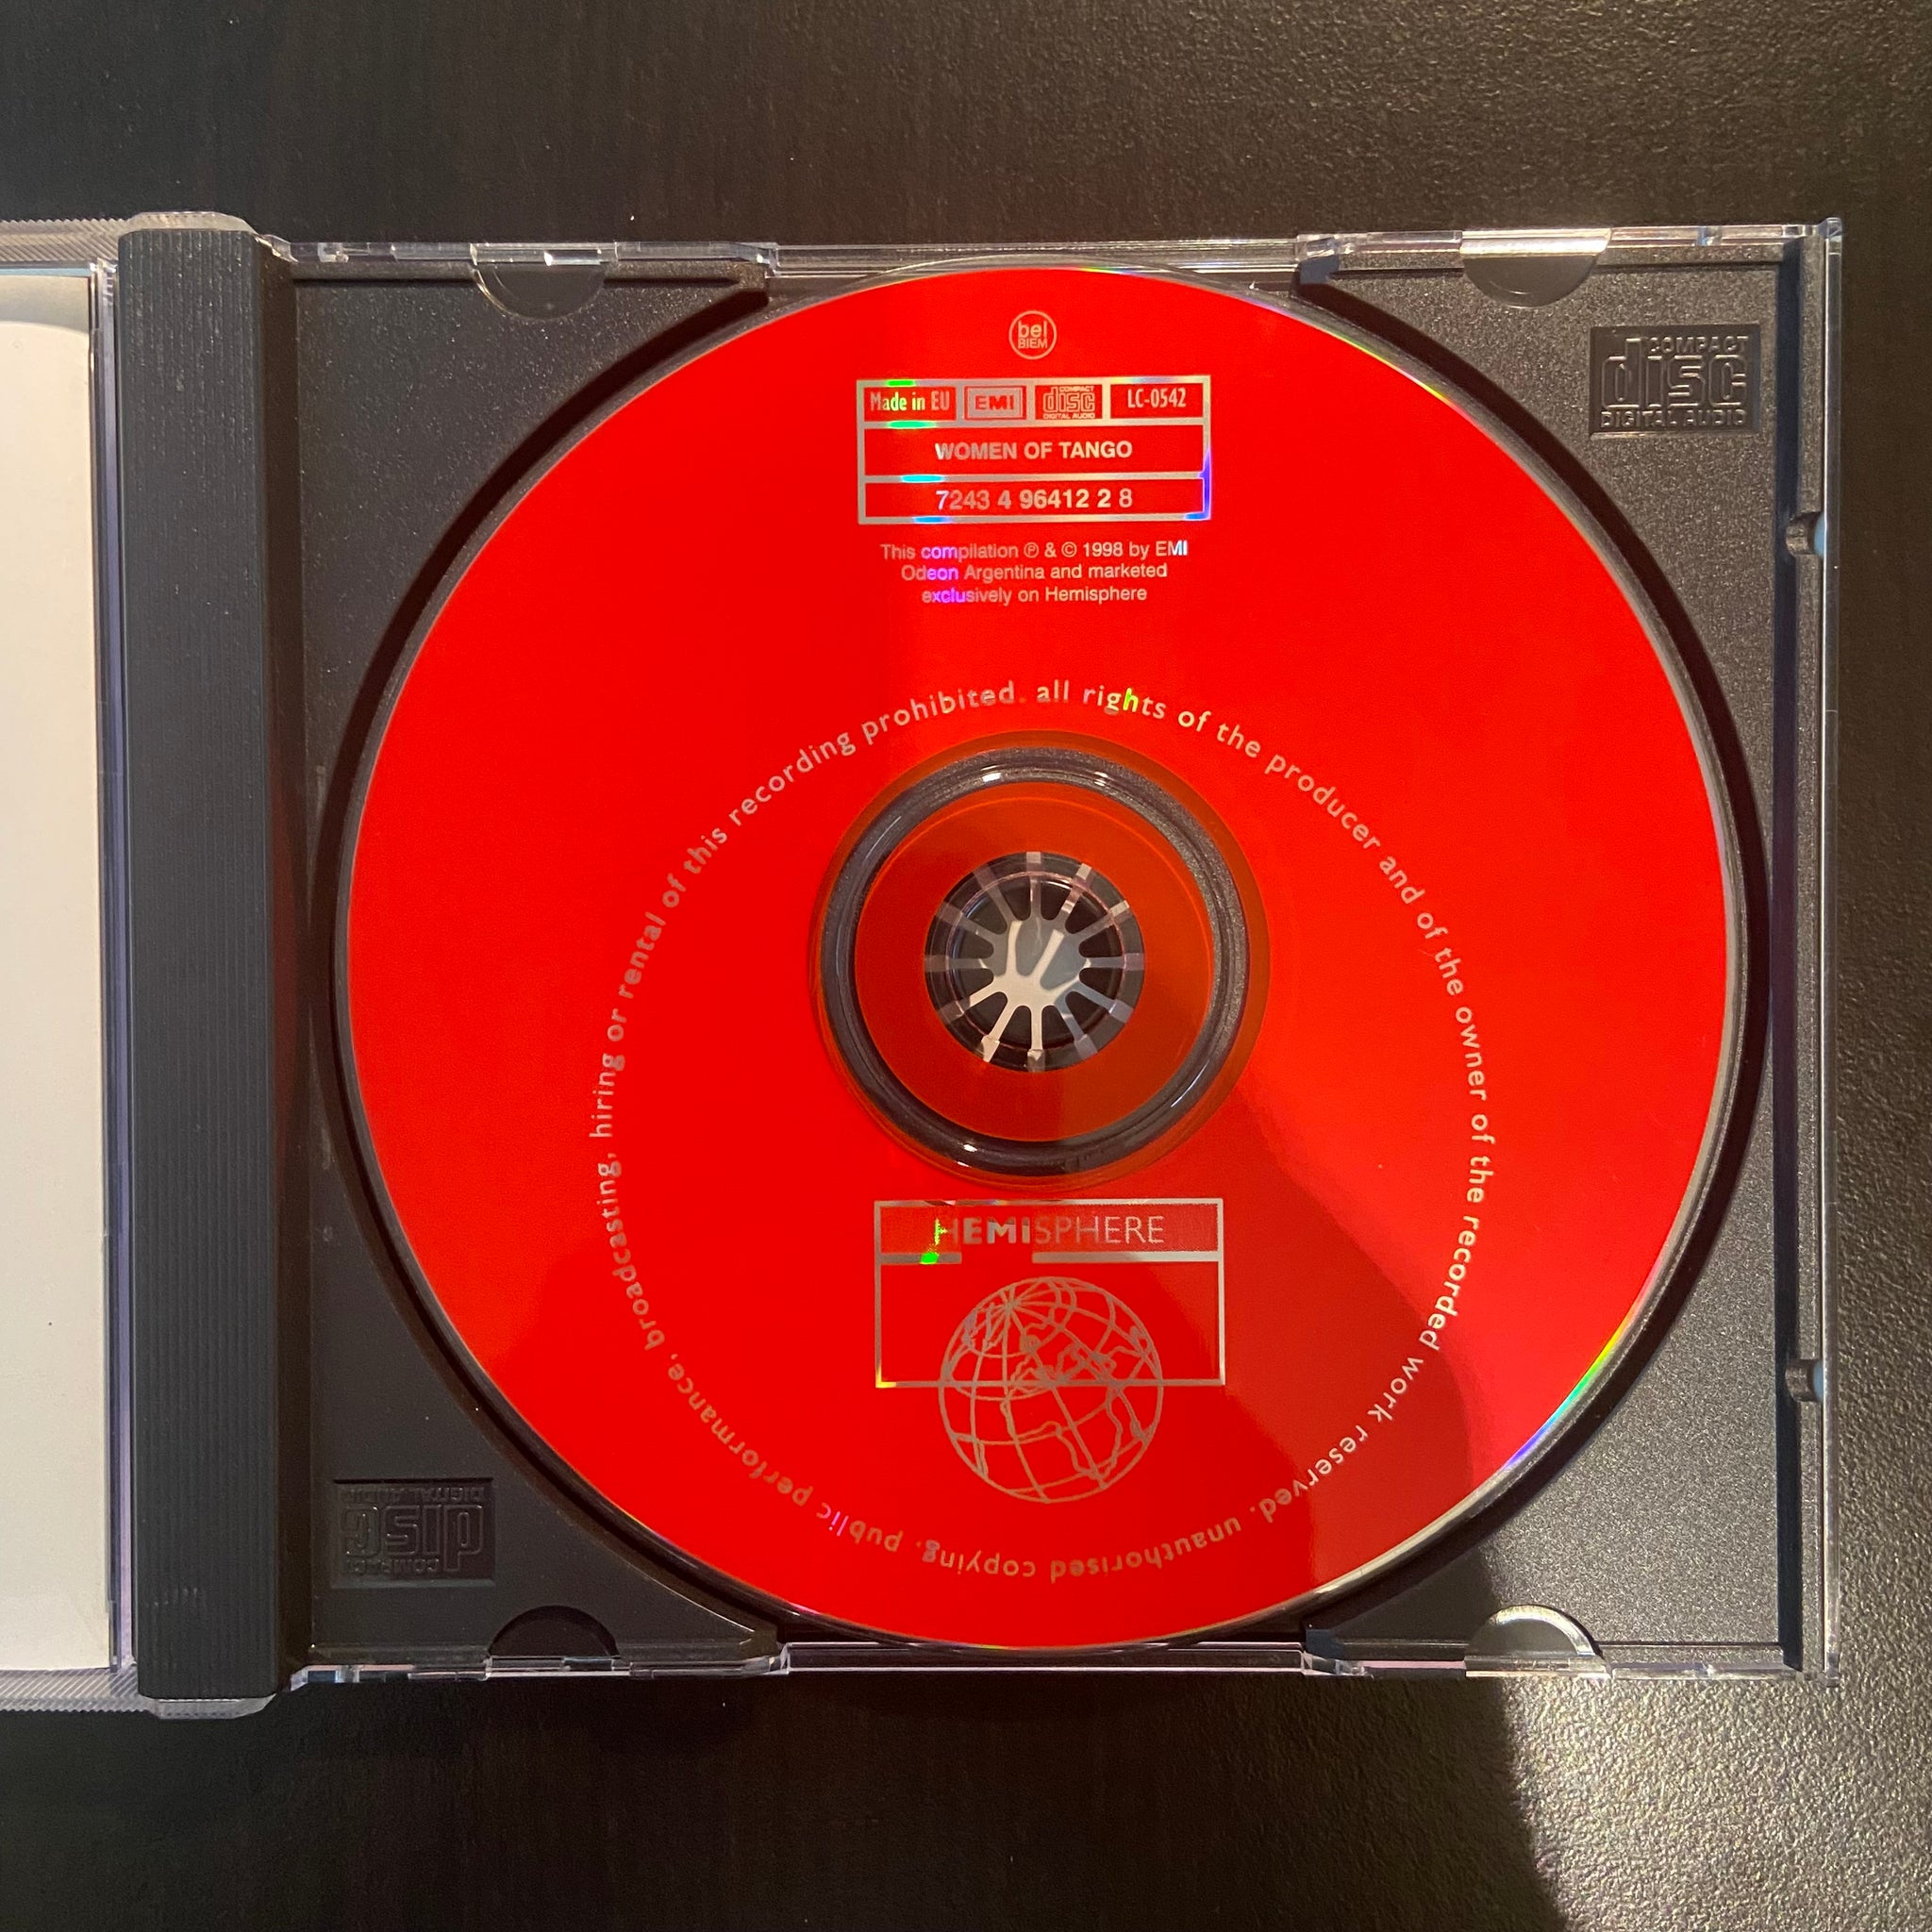 bel
BIEM
Made in EU
EMI
COMPACT
disc
DIGITAL AUDIO
LC-0542
WOMEN OF TANGO
7243 4 96412 2 8
This compilation ℗ & © 1998 by EMI
Odeon Argentina and marketed
exclusively on Hemisphere
all rights of the producer and of the owner of the recorded work reserved. unauthorised copying, public performance, broadcasting, hiring or rental of this recording prohibited.
HEMISPHERE
COMPACT
disc
DIGITAL AUDIO
COMPACT
disc
DIGITAL AUDIO